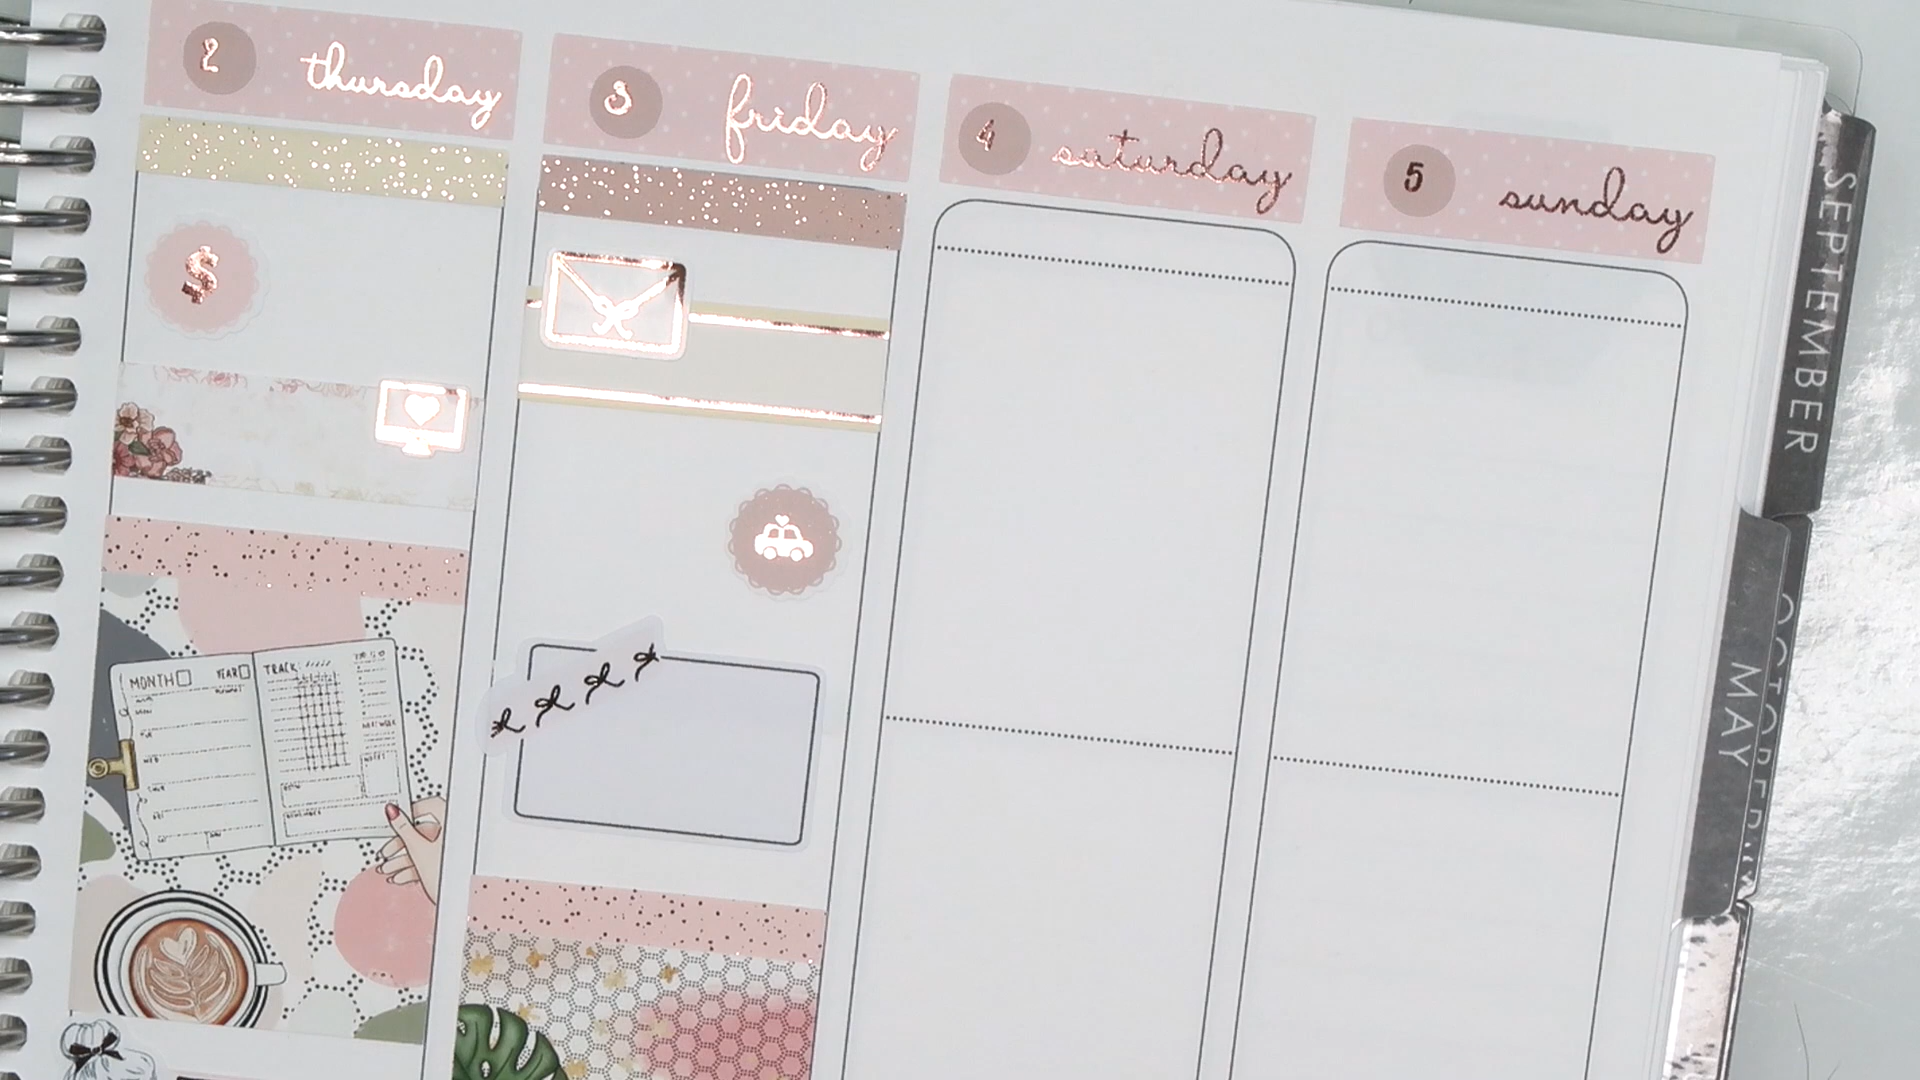 2 thursday
3 friday
4 saturday
5 sunday
$
MONTH YEAR TRACK
SEPTEMBER
OCTOBER
MAY